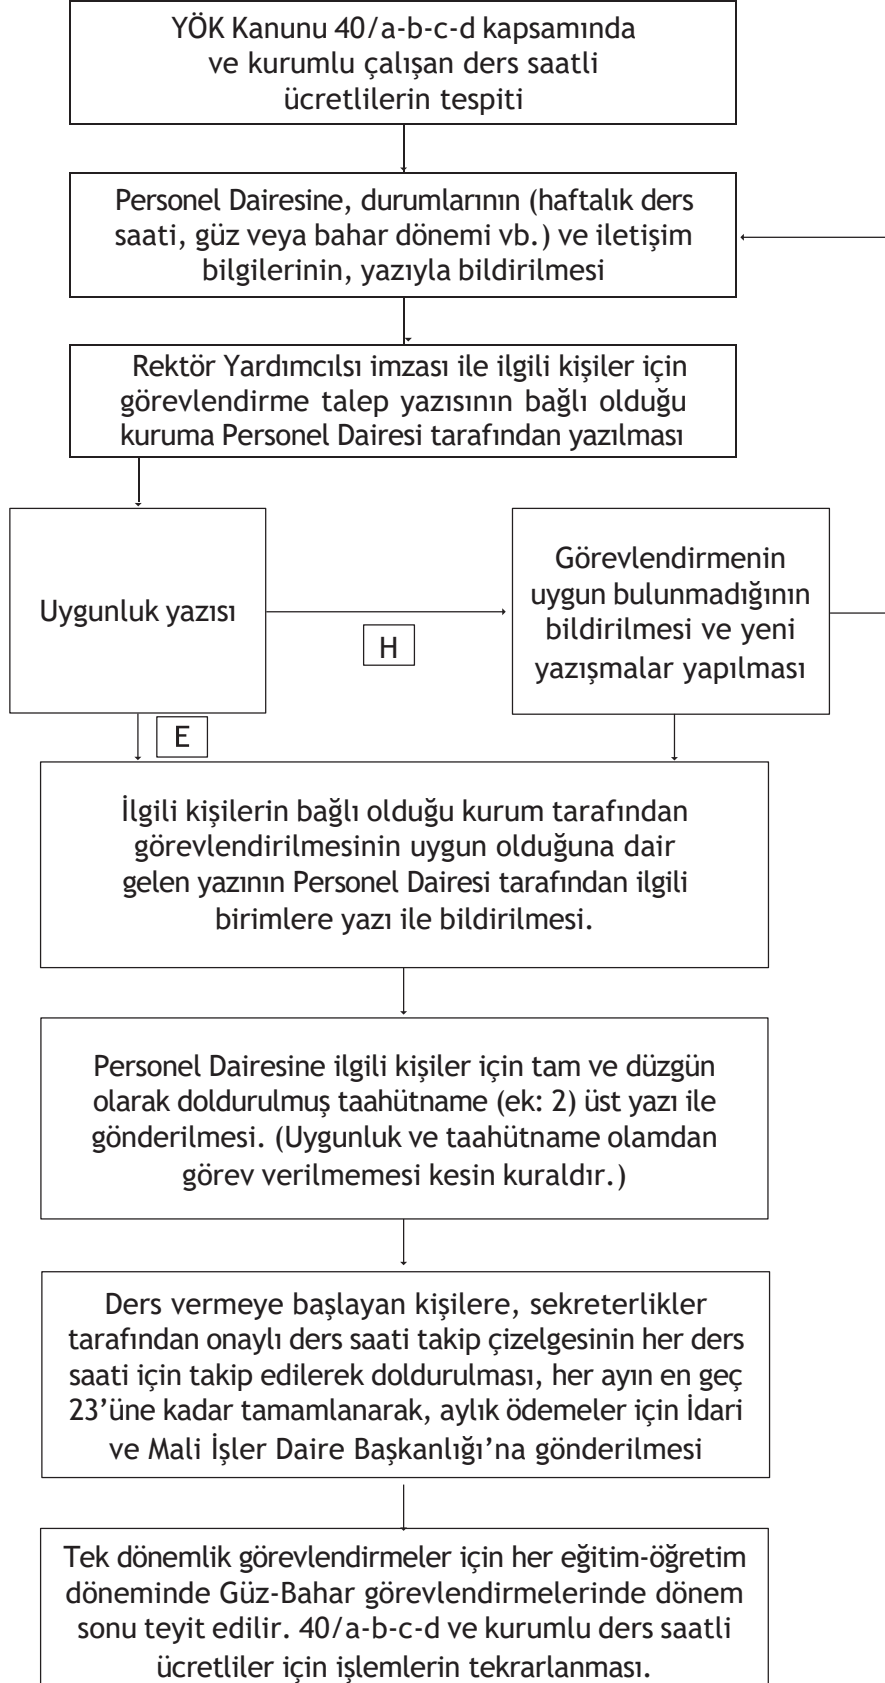 YÖK Kanunu 40/a-b-c-d kapsamında
ve kurumlu çalışan ders saatli
ücretlilerin tespiti
Personel Dairesine, durumlarının (haftalık ders
saati, güz veya bahar dönemi vb.) ve iletişim
bilgilerinin, yazıyla bildirilmesi
Rektör Yardımcılsı imzası ile ilgili kişiler için
görevlendirme talep yazısının bağlı olduğu
kuruma Personel Dairesi tarafından yazılması
Uygunluk yazısı
H
Görevlendirmenin
uygun bulunmadığının
bildirilmesi ve yeni
yazışmalar yapılması
E
İlgili kişilerin bağlı olduğu kurum tarafından
görevlendirilmesinin uygun olduğuna dair
gelen yazının Personel Dairesi tarafından ilgili
birimlere yazı ile bildirilmesi.
Personel Dairesine ilgili kişiler için tam ve düzgün
olarak doldurulmuş taahütname (ek: 2) üst yazı ile
gönderilmesi. (Uygunluk ve taahütname olamdan
görev verilmemesi kesin kuraldır.)
Ders vermeye başlayan kişilere, sekreterlikler
tarafından onaylı ders saati takip çizelgesinin her ders
saati için takip edilerek doldurulması, her ayın en geç
23’üne kadar tamamlanarak, aylık ödemeler için İdari
ve Mali İşler Daire Başkanlığı’na gönderilmesi
Tek dönemlik görevlendirmeler için her eğitim-öğretim
döneminde Güz-Bahar görevlendirmelerinde dönem
sonu teyit edilir. 40/a-b-c-d ve kurumlu ders saatli
ücretliler için işlemlerin tekrarlanması.